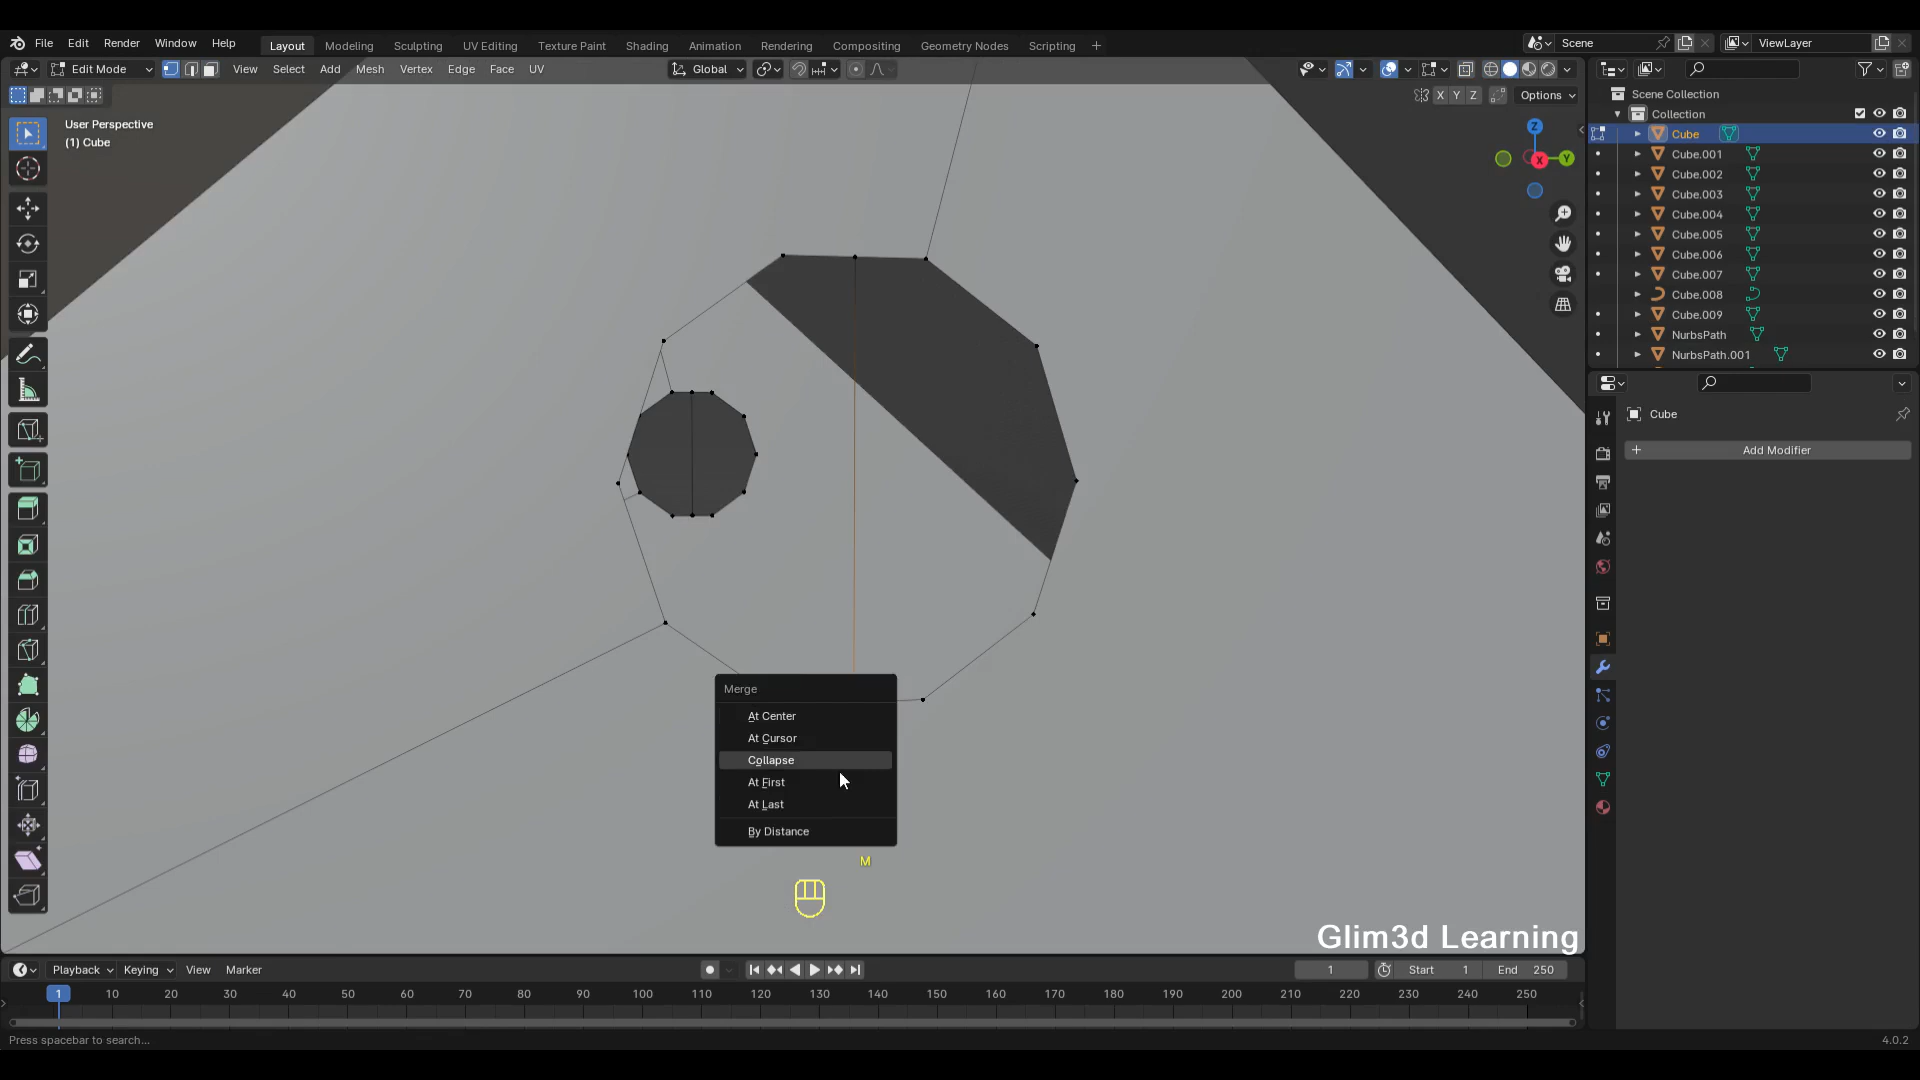 File Edit Render Window Help Layout Modeling Sculpting UV Editing Texture Paint Shading Animation Rendering Compositing Geometry Nodes Scripting + Scene ViewLayer
Edit Mode View Select Add Mesh Vertex Edge Face UV Global
X Y Z Options
User Perspective
(1) Cube
Z
X
Y
Scene Collection
Collection
Cube
Cube.001
Cube.002
Cube.003
Cube.004
Cube.005
Cube.006
Cube.007
Cube.008
Cube.009
NurbsPath
NurbsPath.001
Cube
+ Add Modifier
Merge
At Center
At Cursor
Collapse
At First
At Last
By Distance
M
Glim3d Learning
Playback Keying View Marker 1 Start 1 End 250
1 10 20 30 40 50 60 70 80 90 100 110 120 130 140 150 160 170 180 190 200 210 220 230 240 250
Press spacebar to search... 4.0.2